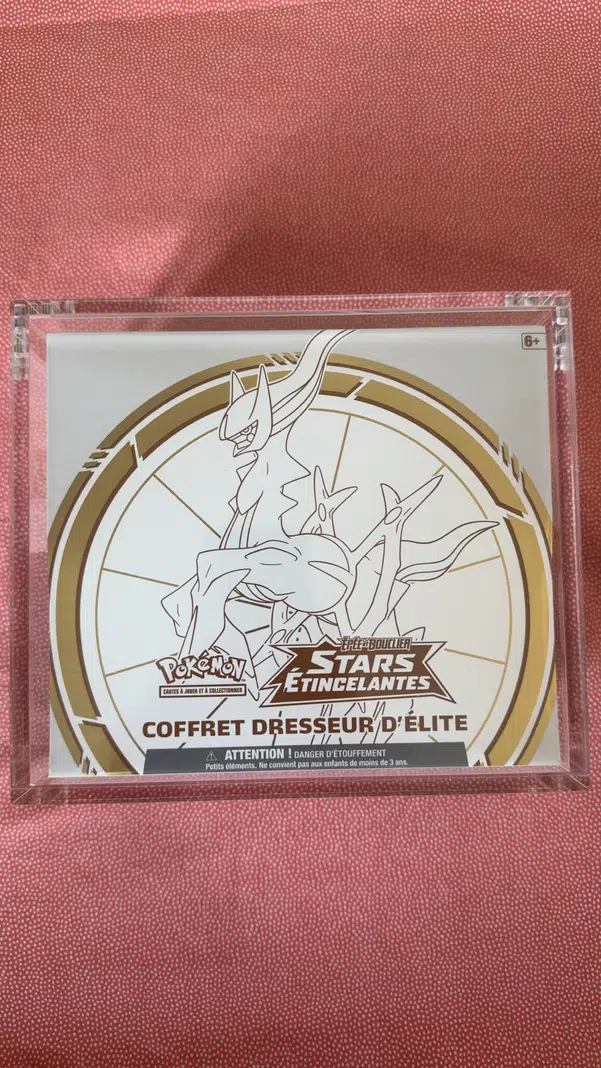 6+
POKÉMON
CARTES À JOUER ET À COLLECTIONNER
ÉPÉE ET BOUCLIER
STARS
ÉTINCELANTES
COFFRET DRESSEUR D'ÉLITE
ATTENTION ! DANGER D'ÉTOUFFEMENT
Petits éléments. Ne convient pas aux enfants de moins de 3 ans.